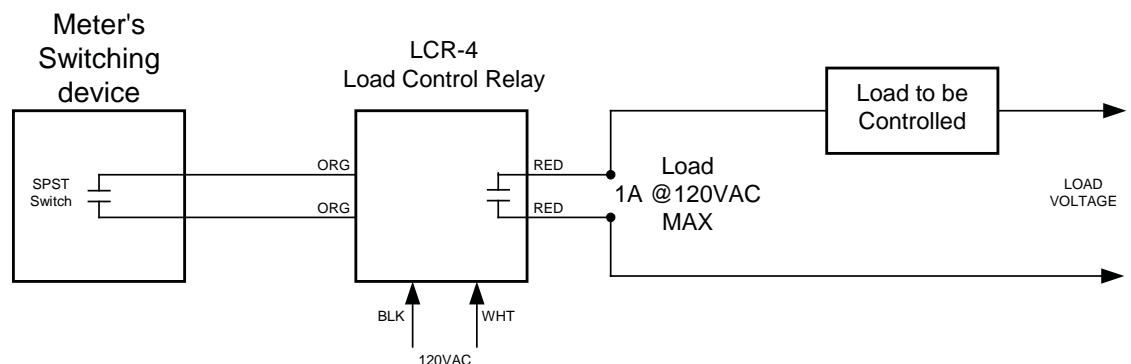 Meter's
Switching
device
LCR-4
Load Control Relay
Load to be
Controlled
SPST
Switch
ORG
ORG
RED
RED
Load
1A @120VAC
MAX
LOAD
VOLTAGE
BLK
WHT
120VAC